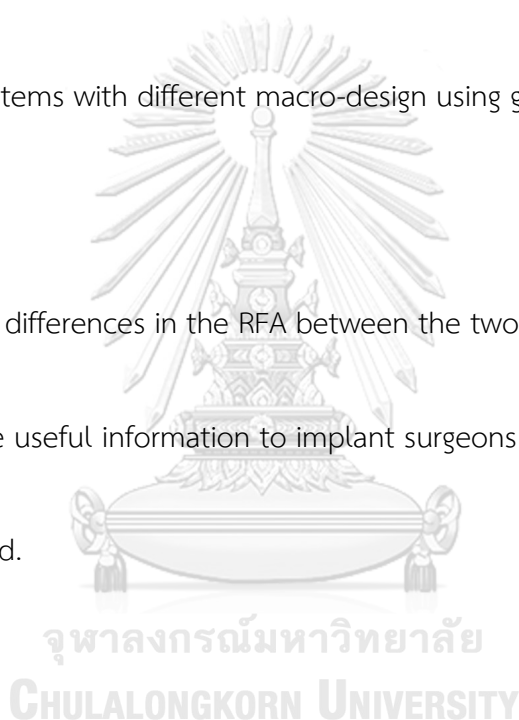 tems with different macro-design using g
differences in the RFA between the two
e useful information to implant surgeons
d.
จุฬาลงกรณ์มหาวิทยาลัย
CHULALONGKORN UNIVERSITY